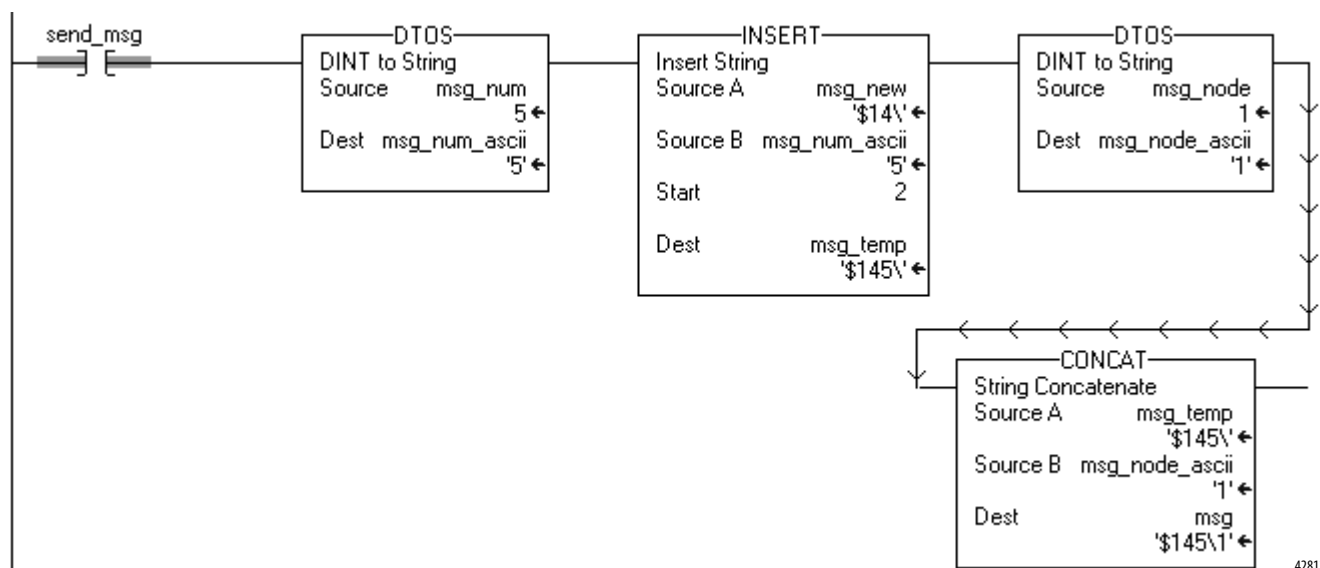 send_msg
DTOS
DINT to String
Source msg_num
5
Dest msg_num_ascii
'5'
INSERT
Insert String
Source A msg_new
'$14\'
Source B msg_num_ascii
'5'
Start 2
Dest msg_temp
'$145\'
DTOS
DINT to String
Source msg_node
1
Dest msg_node_ascii
'1'
CONCAT
String Concatenate
Source A msg_temp
'$145\'
Source B msg_node_ascii
'1'
Dest msg
'$145\1'
4281